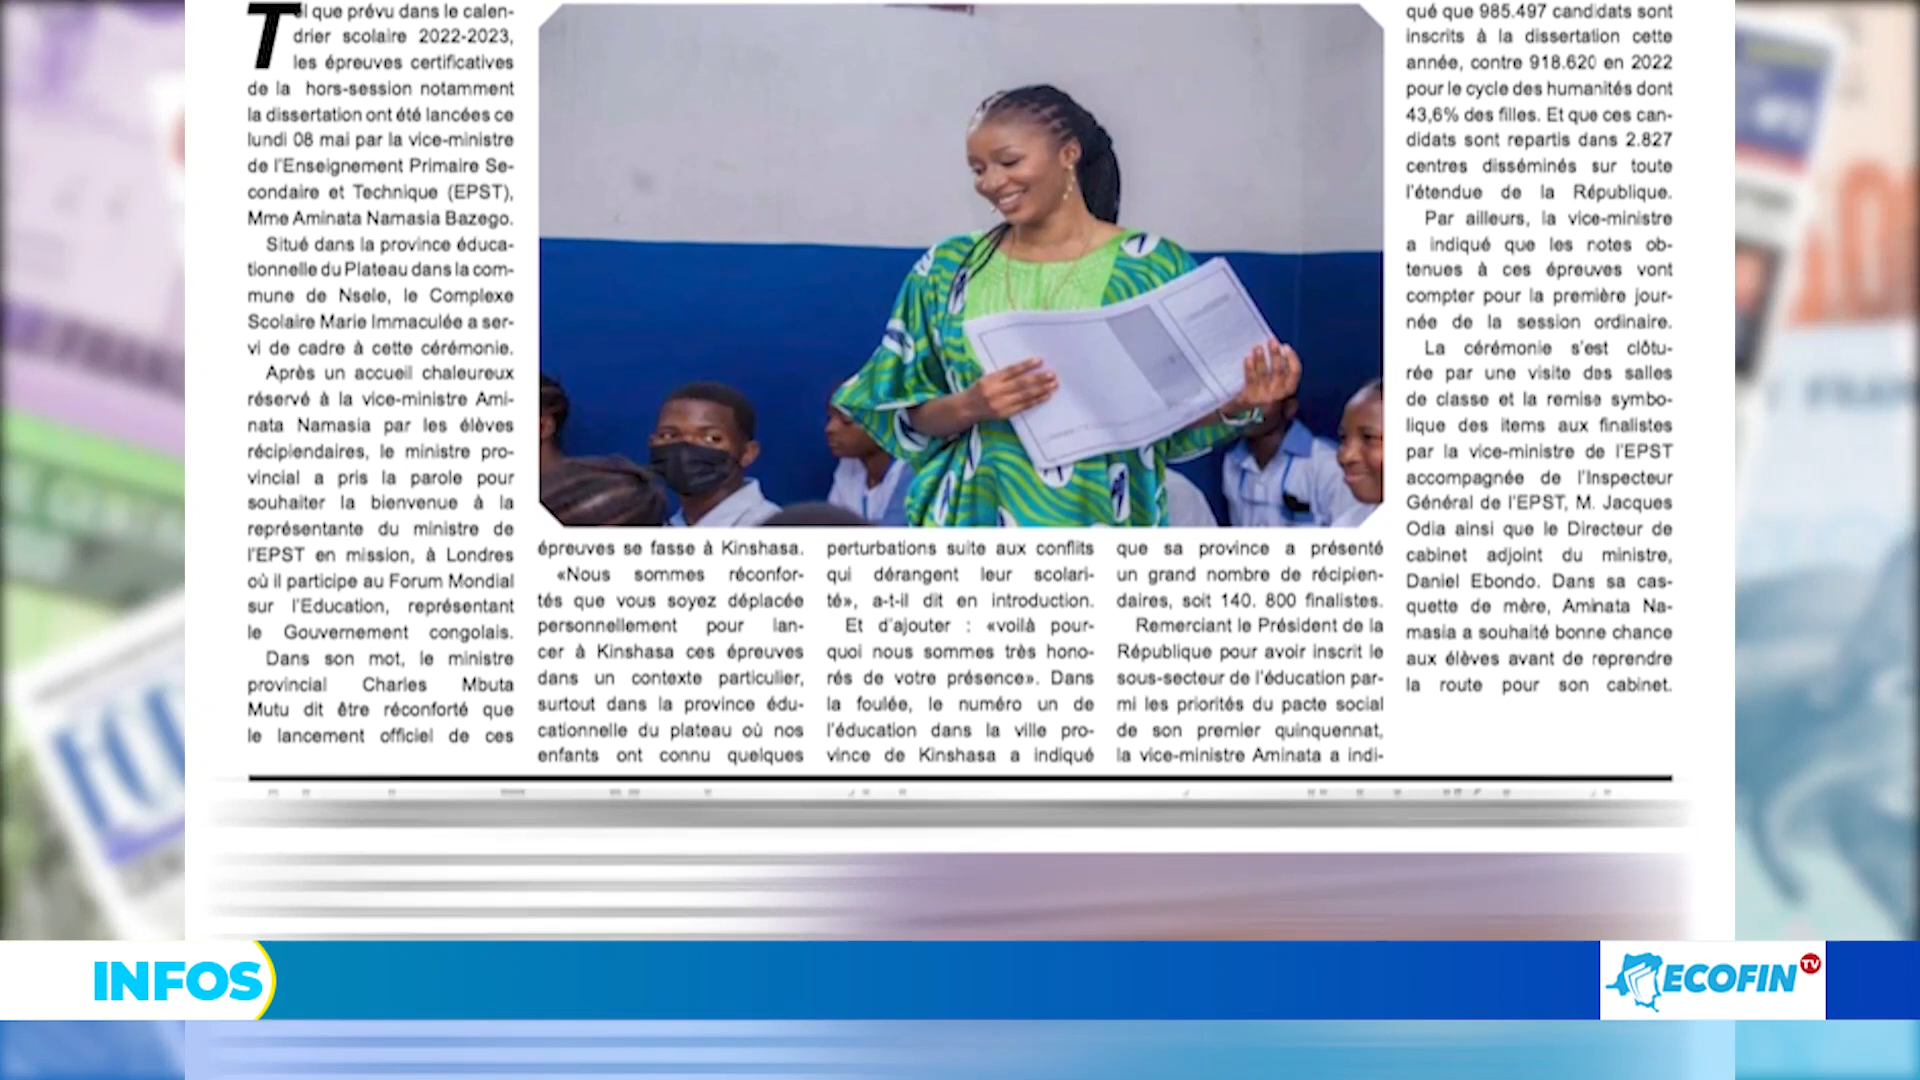 Tel que prévu dans le calen-
drier scolaire 2022-2023,
les épreuves certificatives
de la hors-session notamment
la dissertation ont été lancées ce
lundi 08 mai par la vice-ministre
de l'Enseignement Primaire Se-
condaire et Technique (EPST),
Mme Aminata Namasia Bazego.
Situé dans la province éduca-
tionnelle du Plateau dans la com-
mune de Nsele, le Complexe
Scolaire Marie Immaculée a ser-
vi de cadre à cette cérémonie.
Après un accueil chaleureux
réservé à la vice-ministre Ami-
nata Namasia par les élèves
récipiendaires, le ministre pro-
vincial a pris la parole pour
souhaiter la bienvenue à la
représentante du ministre de
l'EPST en mission, à Londres
où il participe au Forum Mondial
sur l'Education, représentant
le Gouvernement congolais.
Dans son mot, le ministre
provincial Charles Mbuta
Mutu dit être réconforté que
le lancement officiel de ces
épreuves se fasse à Kinshasa.
«Nous sommes réconfor-
tés que vous soyez déplacée
personnellement pour lan-
cer à Kinshasa ces épreuves
dans un contexte particulier,
surtout dans la province édu-
cationnelle du plateau où nos
enfants ont connu quelques
perturbations suite aux conflits
qui dérangent leur scolari-
té», a-t-il dit en introduction.
Et d'ajouter : «voilà pour-
quoi nous sommes très hono-
rés de votre présence». Dans
la foulée, le numéro un de
l'éducation dans la ville pro-
vince de Kinshasa a indiqué
que sa province a présenté
un grand nombre de récipien-
daires, soit 140. 800 finalistes.
Remerciant le Président de la
République pour avoir inscrit le
sous-secteur de l'éducation par-
mi les priorités du pacte social
de son premier quinquennat,
la vice-ministre Aminata a indi-
qué que 985.497 candidats sont
inscrits à la dissertation cette
année, contre 918.620 en 2022
pour le cycle des humanités dont
43,6% des filles. Et que ces can-
didats sont repartis dans 2.827
centres disséminés sur toute
l'étendue de la République.
Par ailleurs, la vice-ministre
a indiqué que les notes ob-
tenues à ces épreuves vont
compter pour la première jour-
née de la session ordinaire.
La cérémonie s'est clôtu-
rée par une visite des salles
de classe et la remise symbo-
lique des items aux finalistes
par la vice-ministre de l'EPST
accompagnée de l'Inspecteur
Général de l'EPST, M. Jacques
Odia ainsi que le Directeur de
cabinet adjoint du ministre,
Daniel Ebondo. Dans sa cas-
quette de mère, Aminata Na-
masia a souhaité bonne chance
aux élèves avant de reprendre
la route pour son cabinet.
INFOS
ECOFIN TV